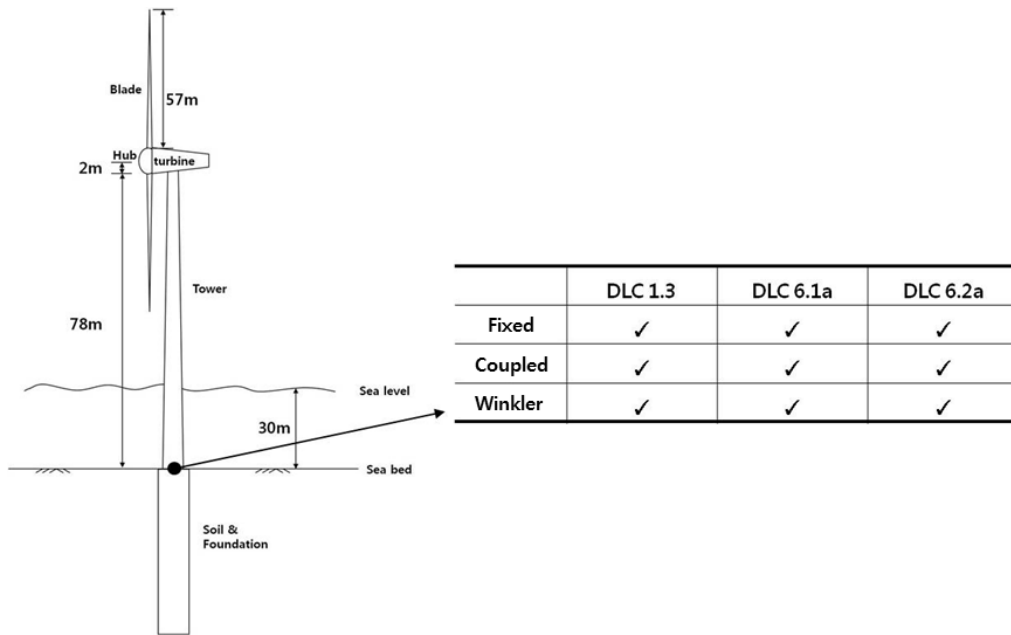 Blade
57m
Hub
turbine
2m
Tower
78m
Sea level
30m
Sea bed
Soil &
Foundation
DLC 1.3 DLC 6.1a DLC 6.2a
Fixed ✓ ✓ ✓
Coupled ✓ ✓ ✓
Winkler ✓ ✓ ✓